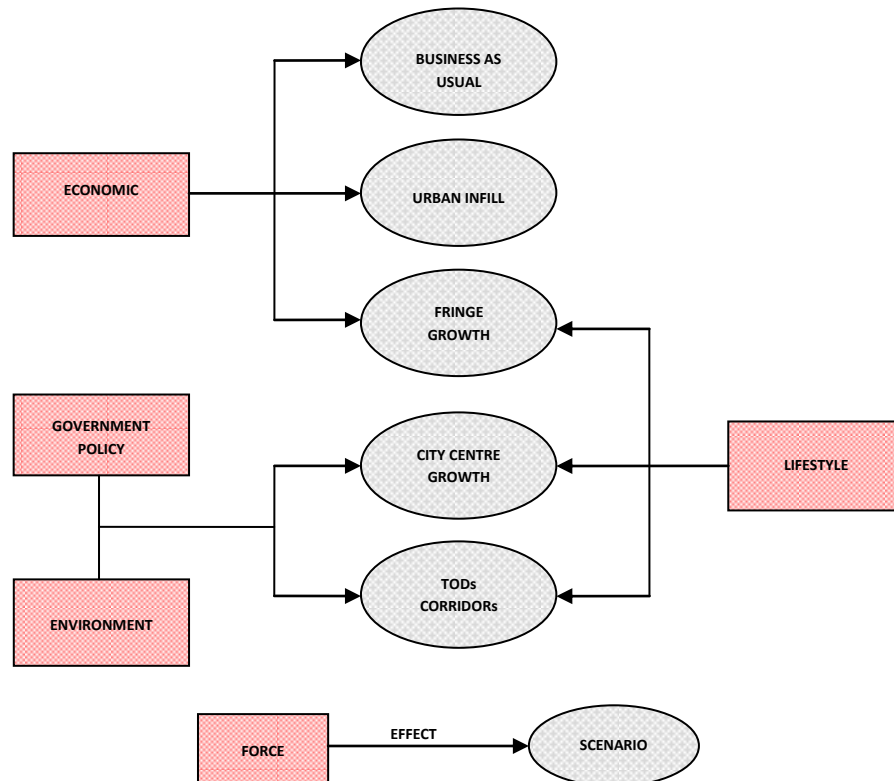 BUSINESS AS
USUAL
ECONOMIC
URBAN INFILL
FRINGE
GROWTH
GOVERNMENT
POLICY
CITY CENTRE
GROWTH
LIFESTYLE
TODs
CORRIDORs
ENVIRONMENT
FORCE
EFFECT
SCENARIO